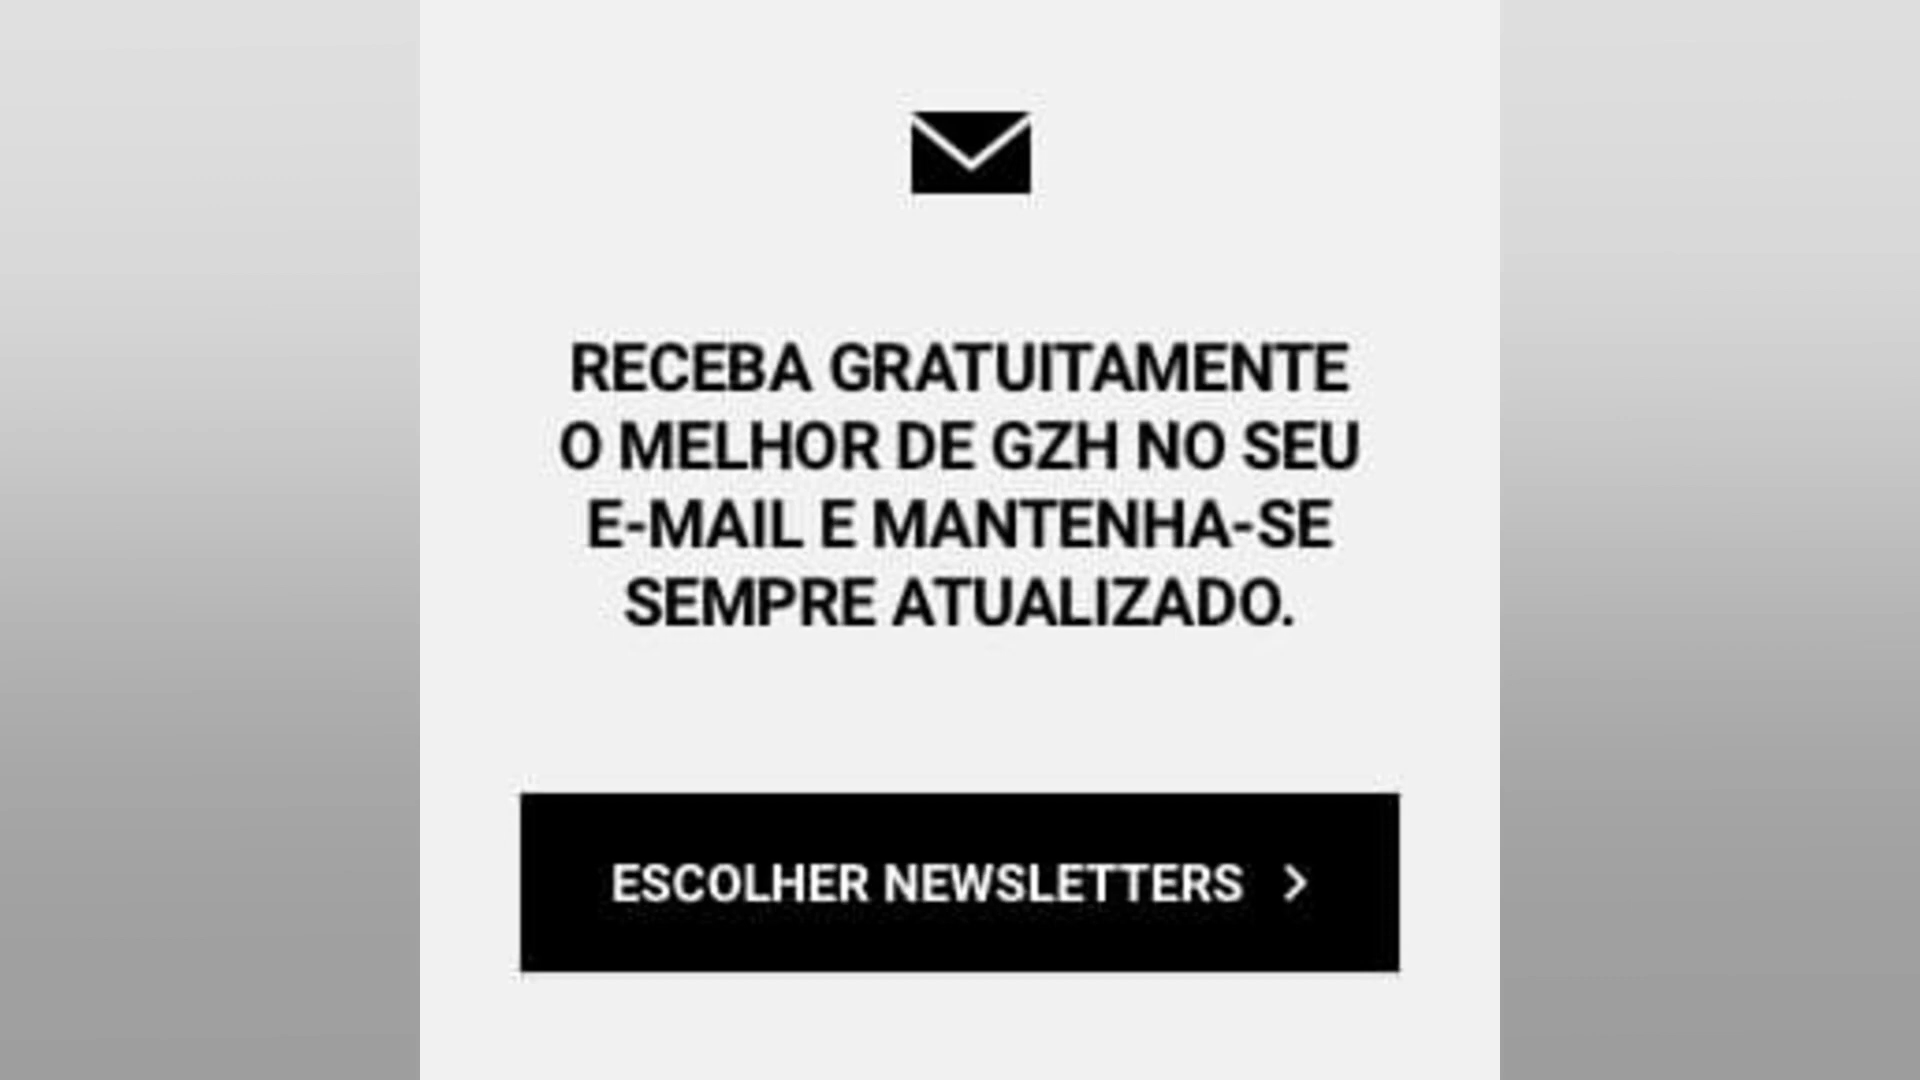 RECEBA GRATUITAMENTE
O MELHOR DE GZH NO SEU
E-MAIL E MANTENHA-SE
SEMPRE ATUALIZADO.
ESCOLHER NEWSLETTERS